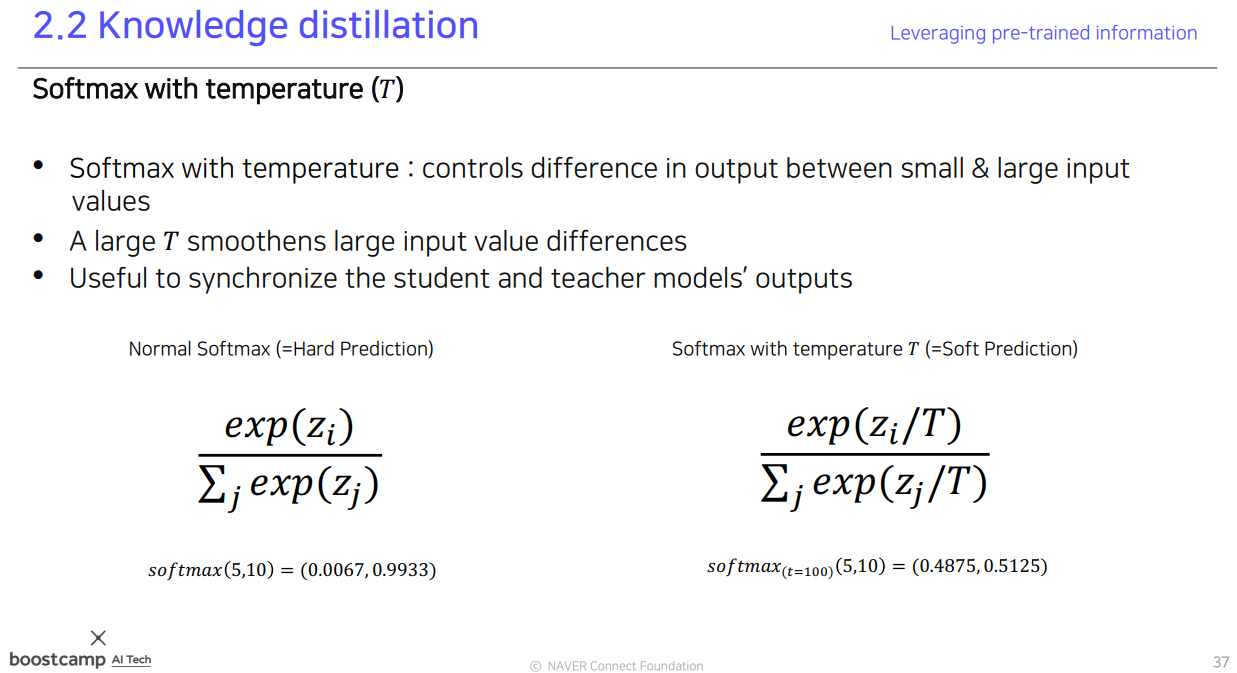 2.2 Knowledge distillation
Leveraging pre-trained information
Softmax with temperature (T)
• Softmax with temperature : controls difference in output between small & large input
values
• A large T smoothens large input value differences
• Useful to synchronize the student and teacher models' outputs
Normal Softmax (=Hard Prediction)
Softmax with temperature T (=Soft Prediction)
exp(z_i)
∑_j exp(z_j)
exp(z_i/T)
∑_j exp(z_j/T)
softmax(5,10) = (0.0067, 0.9933)
softmax_(t=100)(5,10) = (0.4875, 0.5125)
boostcamp AI Tech
© NAVER Connect Foundation
37